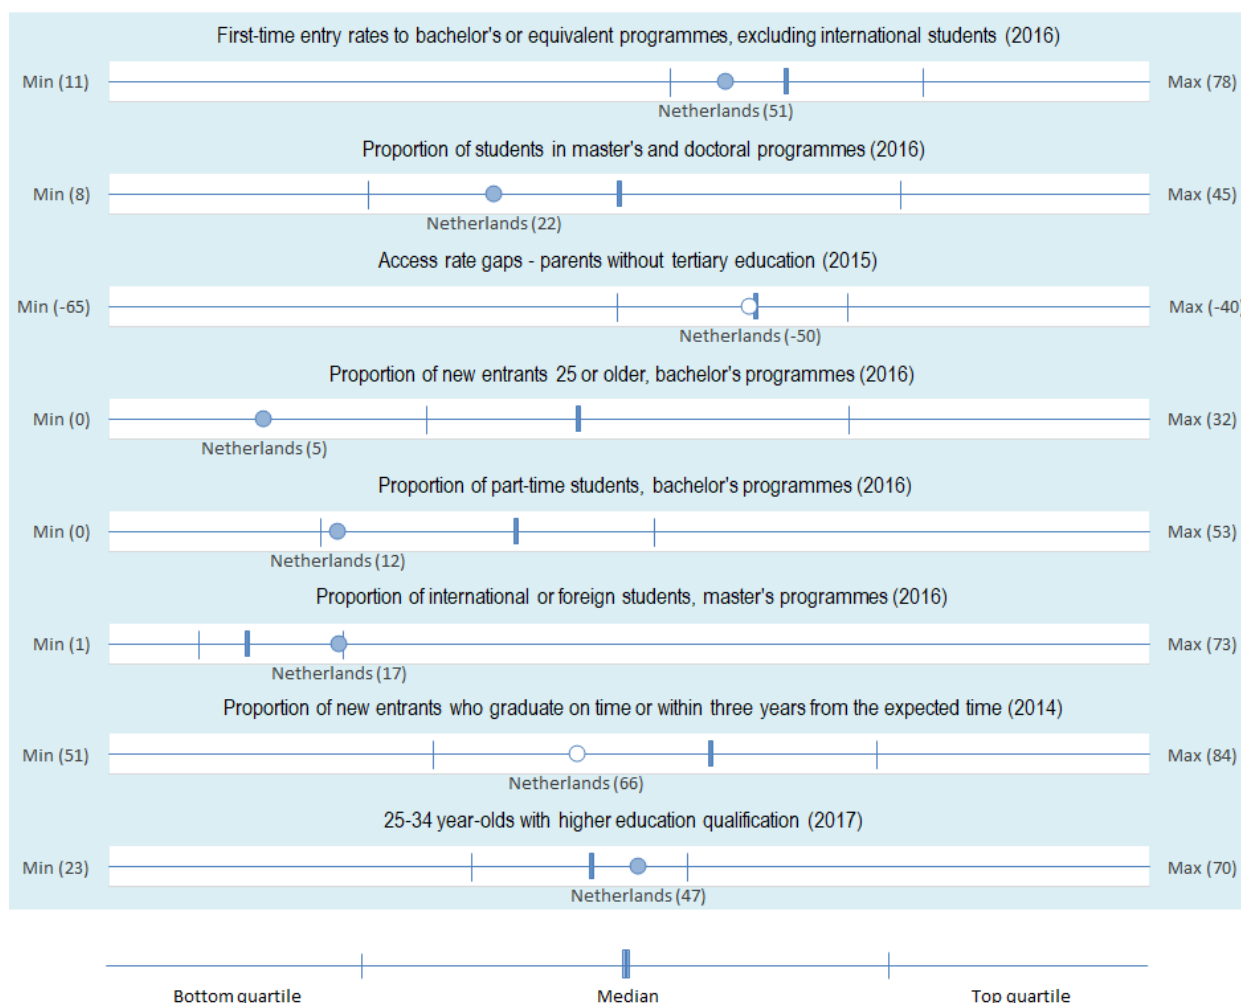 First-time entry rates to bachelor's or equivalent programmes, excluding international students (2016)
Min (11)
Max (78)
Netherlands (51)
Proportion of students in master's and doctoral programmes (2016)
Min (8)
Max (45)
Netherlands (22)
Access rate gaps - parents without tertiary education (2015)
Min (-65)
Max (-40)
Netherlands (-50)
Proportion of new entrants 25 or older, bachelor's programmes (2016)
Min (0)
Max (32)
Netherlands (5)
Proportion of part-time students, bachelor's programmes (2016)
Min (0)
Max (53)
Netherlands (12)
Proportion of international or foreign students, master's programmes (2016)
Min (1)
Max (73)
Netherlands (17)
Proportion of new entrants who graduate on time or within three years from the expected time (2014)
Min (51)
Max (84)
Netherlands (66)
25-34 year-olds with higher education qualification (2017)
Min (23)
Max (70)
Netherlands (47)
Bottom quartile
Median
Top quartile